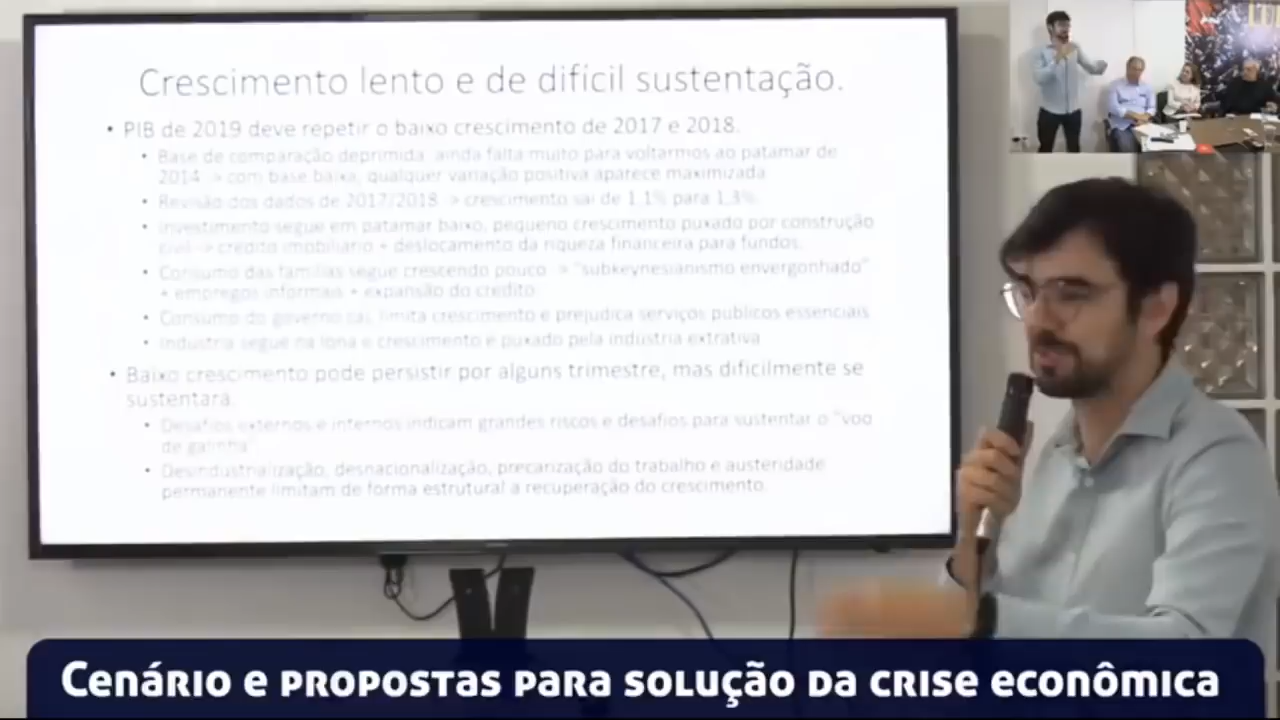 Crescimento lento e de difícil sustentação.
• PIB de 2019 deve repetir o baixo crescimento de 2017 e 2018.
• Base de comparação deprimida ainda falta muito para voltarmos ao patamar de
2014 -> com base baixa, qualquer variação positiva aparece maximizada
• Revisão dos dados de 2017/2018 -> crescimento sai de 1.1% para 1.3%.
• Investimento segue em patamar baixo, pequeno crescimento puxado por construção
civil -> credito imobiliario + deslocamento da riqueza financeira para fundos.
• Consumo das famílias segue crescendo pouco -> "subkeynesianismo envergonhado"
+ empregos informais + expansão do credito
• Consumo do governo cai, limita crescimento e prejudica serviços publicos essenciais
• Industria segue na lona e crescimento e puxado pela industria extrativa
• Baixo crescimento pode persistir por alguns trimestre, mas dificilmente se
sustentará.
• Desafios externos e internos indicam grandes riscos e desafios para sustentar o "voo
de galinha"
• Desindustrialização, desnacionalização, precarização do trabalho e austeridade
permanente limitam de forma estrutural a recuperação do crescimento.
Cenário e propostas para solução da crise econômica